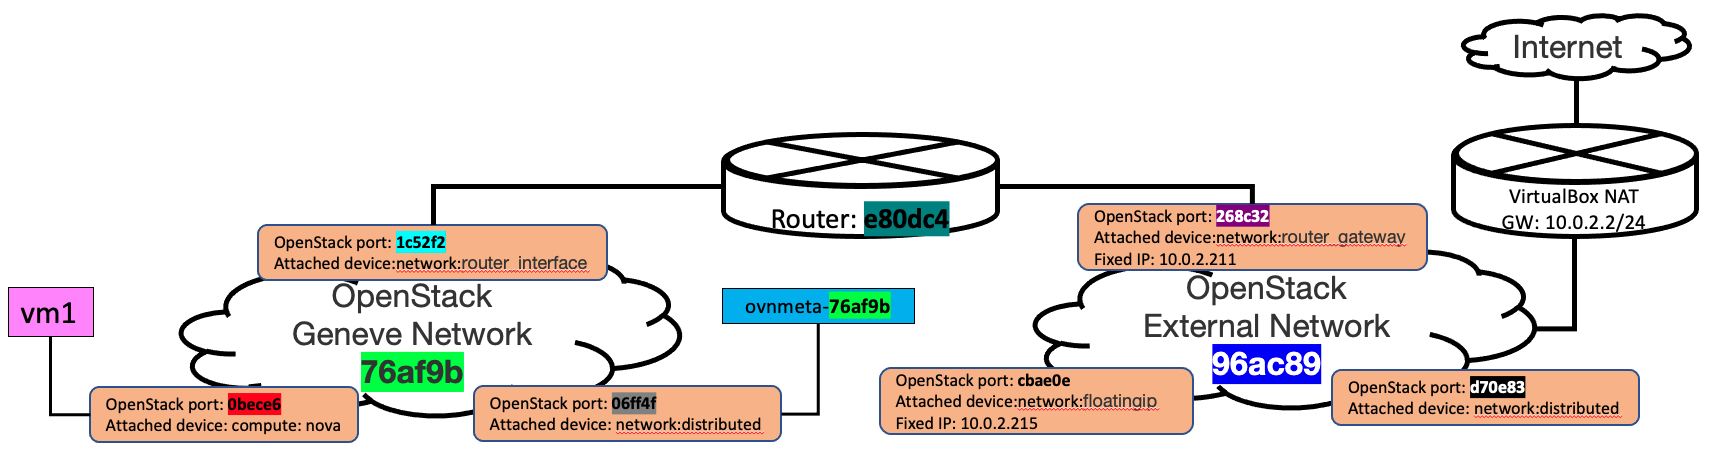 Internet
VirtualBox NAT
GW: 10.0.2.2/24
Router: e80dc4
OpenStack port: 1c52f2
Attached device:network:router_interface
OpenStack port: 268c32
Attached device:network:router_gateway
Fixed IP: 10.0.2.211
vm1
OpenStack
Geneve Network
76af9b
ovnmeta-76af9b
OpenStack
External Network
96ac89
OpenStack port: 0bece6
Attached device: compute: nova
OpenStack port: 06ff4f
Attached device: network:distributed
OpenStack port: cbae0e
Attached device:network:floatingip
Fixed IP: 10.0.2.215
OpenStack port: d70e83
Attached device: network:distributed